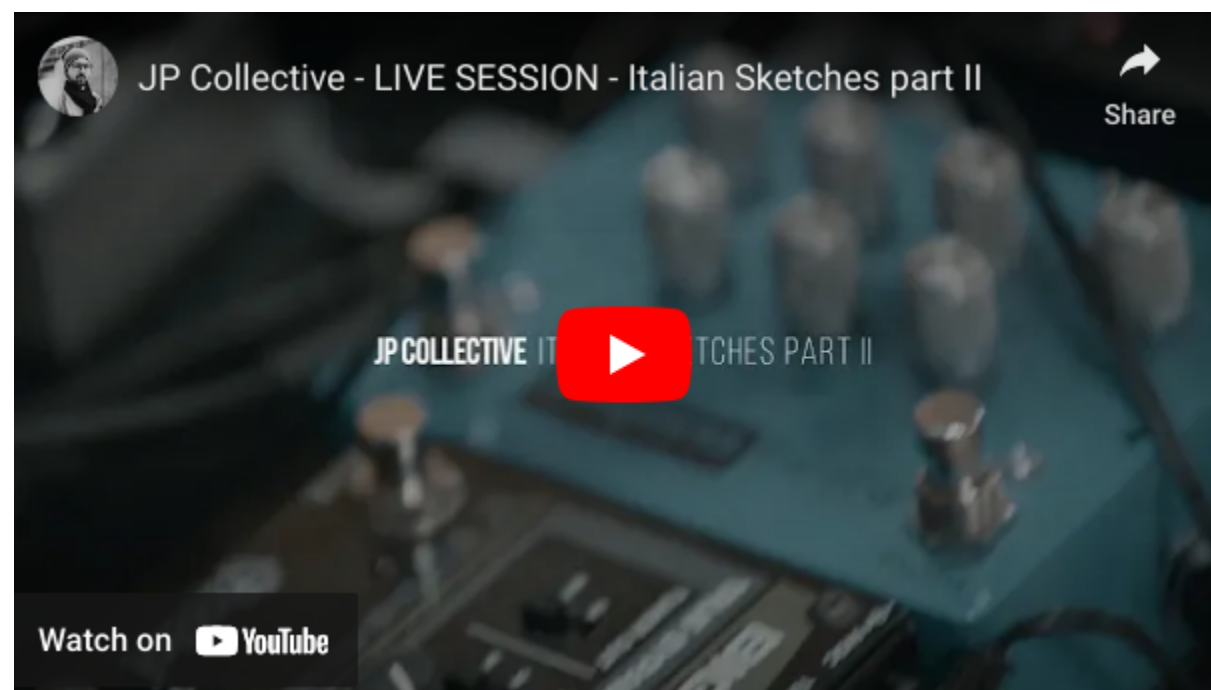 JP Collective - LIVE SESSION - Italian Sketches part II
Share
JP COLLECTIVE IT TCHES PART II
Watch on YouTube